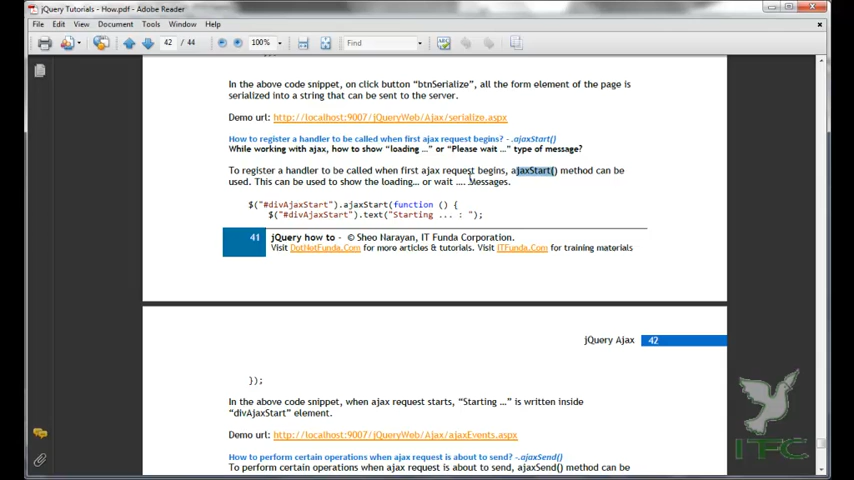 jQuery Tutorials - How.pdf - Adobe Reader
File Edit View Document Tools Window Help
42 / 44 100% Find
In the above code snippet, on click button “btnSerialize”, all the form element of the page is
serialized into a string that can be sent to the server.
Demo url: http://localhost:9007/jQueryWeb/Ajax/serialize.aspx
How to register a handler to be called when first ajax request begins? - .ajaxStart()
While working with ajax, how to show “loading …” or “Please wait …” type of message?
To register a handler to be called when first ajax request begins, ajaxStart() method can be
used. This can be used to show the loading… or wait …. Messages.
$("#divAjaxStart").ajaxStart(function () {
$("#divAjaxStart").text("Starting ... : ");
41 jQuery how to - © Sheo Narayan, IT Funda Corporation.
Visit DotNetFunda.Com for more articles & tutorials. Visit ITFunda.Com for training materials
jQuery Ajax 42
});
In the above code snippet, when ajax request starts, “Starting …” is written inside
“divAjaxStart” element.
Demo url: http://localhost:9007/jQueryWeb/Ajax/ajaxEvents.aspx
How to perform certain operations when ajax request is about to send? -.ajaxSend()
To perform certain operations when ajax request is about to send, ajaxSend() method can be
ITFC